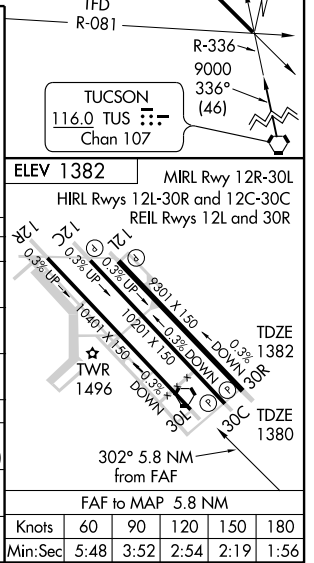 TFD
R-081
R-336
9000
336°
(46)
TUCSON
116.0 TUS
Chan 107
ELEV 1382
MIRL Rwy 12R-30L
HIRL Rwys 12L-30R and 12C-30C
REIL Rwys 12L and 30R
12R
12C
12L
P
0.3% UP
0.3% UP
0.3% UP
9301 X 150
10201 X 150
10401 X 150
0.3% DOWN
0.3% DOWN
0.3% DOWN
TDZE
1382
TWR
1496
30R
30L
P
P
30C
TDZE
1380
302° 5.8 NM
from FAF
FAF to MAP 5.8 NM
Knots 60 90 120 150 180
Min:Sec 5:48 3:52 2:54 2:19 1:56